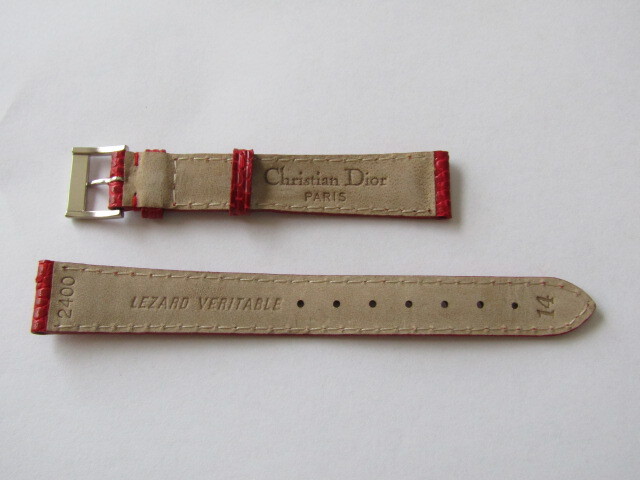 Christian Dior
PARIS
2400
LEZARD VERITABLE
14